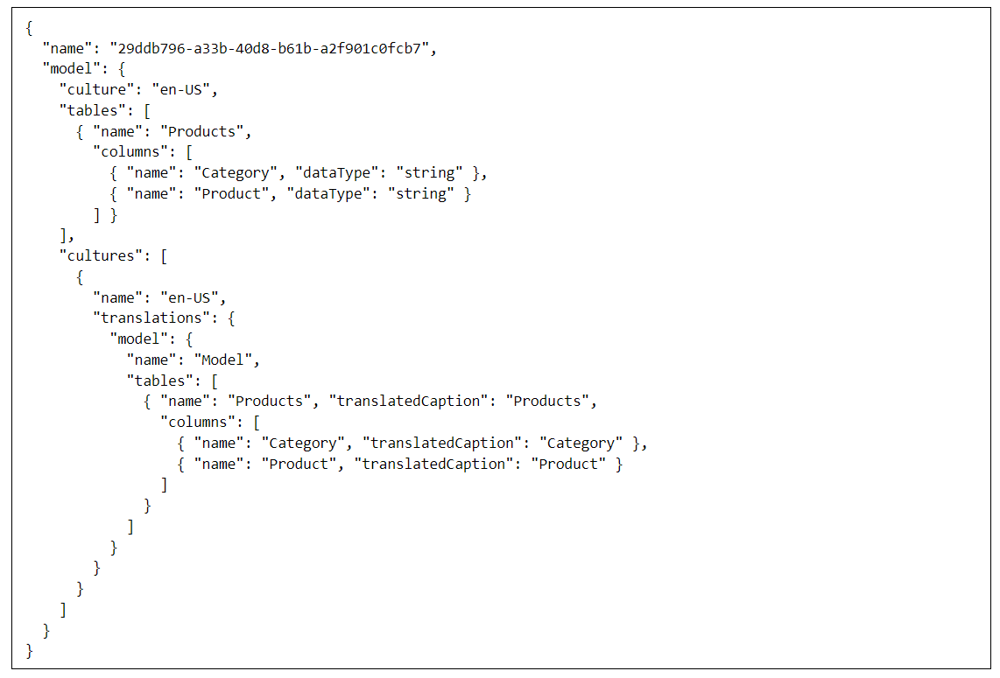 {
  "name": "29ddb796-a33b-40d8-b61b-a2f901c0fcb7",
  "model": {
    "culture": "en-US",
    "tables": [
      { "name": "Products",
        "columns": [
          { "name": "Category", "dataType": "string" },
          { "name": "Product", "dataType": "string" }
        ] }
    ],
    "cultures": [
      {
        "name": "en-US",
        "translations": {
          "model": {
            "name": "Model",
            "tables": [
              { "name": "Products", "translatedCaption": "Products",
                "columns": [
                  { "name": "Category", "translatedCaption": "Category" },
                  { "name": "Product", "translatedCaption": "Product" }
                ]
              }
            ]
          }
        }
      }
    ]
  }
}